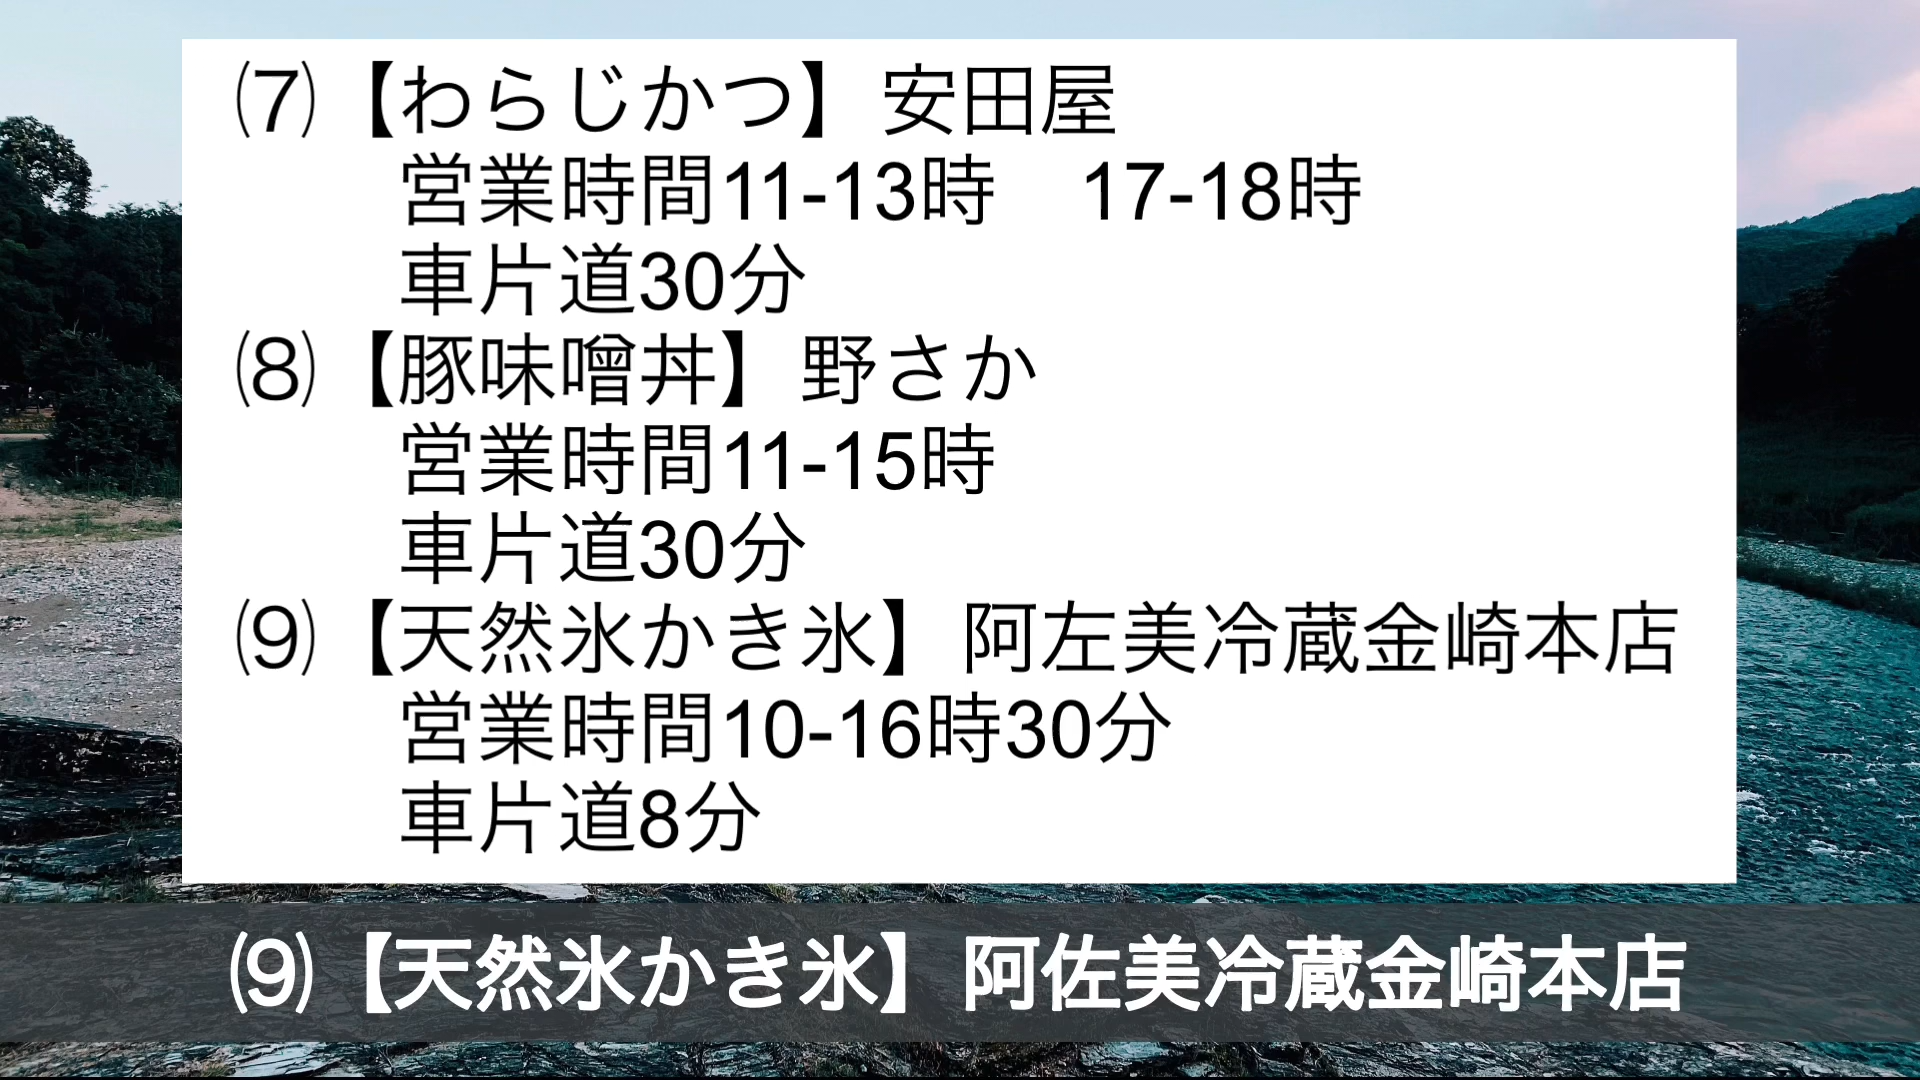 ⑺【わらじかつ】安田屋
営業時間11-13時　17-18時
車片道30分
⑻【豚味噌丼】野さか
営業時間11-15時
車片道30分
⑼【天然氷かき氷】阿左美冷蔵金崎本店
営業時間10-16時30分
車片道8分
⑼【天然氷かき氷】阿佐美冷蔵金崎本店